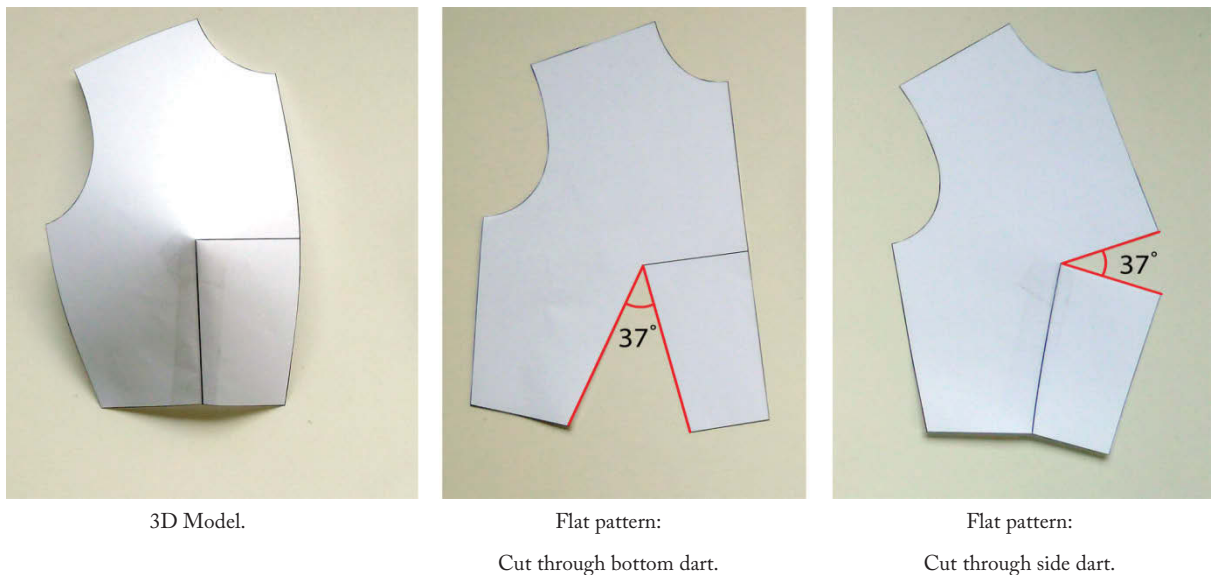 37°
37°
3D Model.
Flat pattern:
Cut through bottom dart.
Flat pattern:
Cut through side dart.